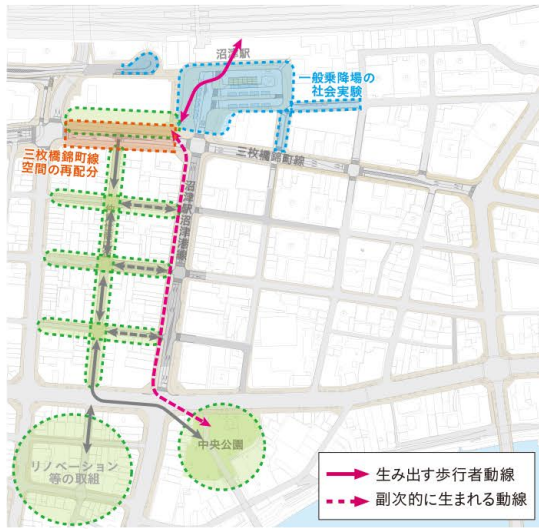 沼津駅
一般乗降場の
社会実験
三枚橋錦町線
空間の再配分
三枚橋錦町線
沼津駅沼津港線
リノベーション
等の取組
中央公園
生み出す歩行者動線
副次的に生まれる動線